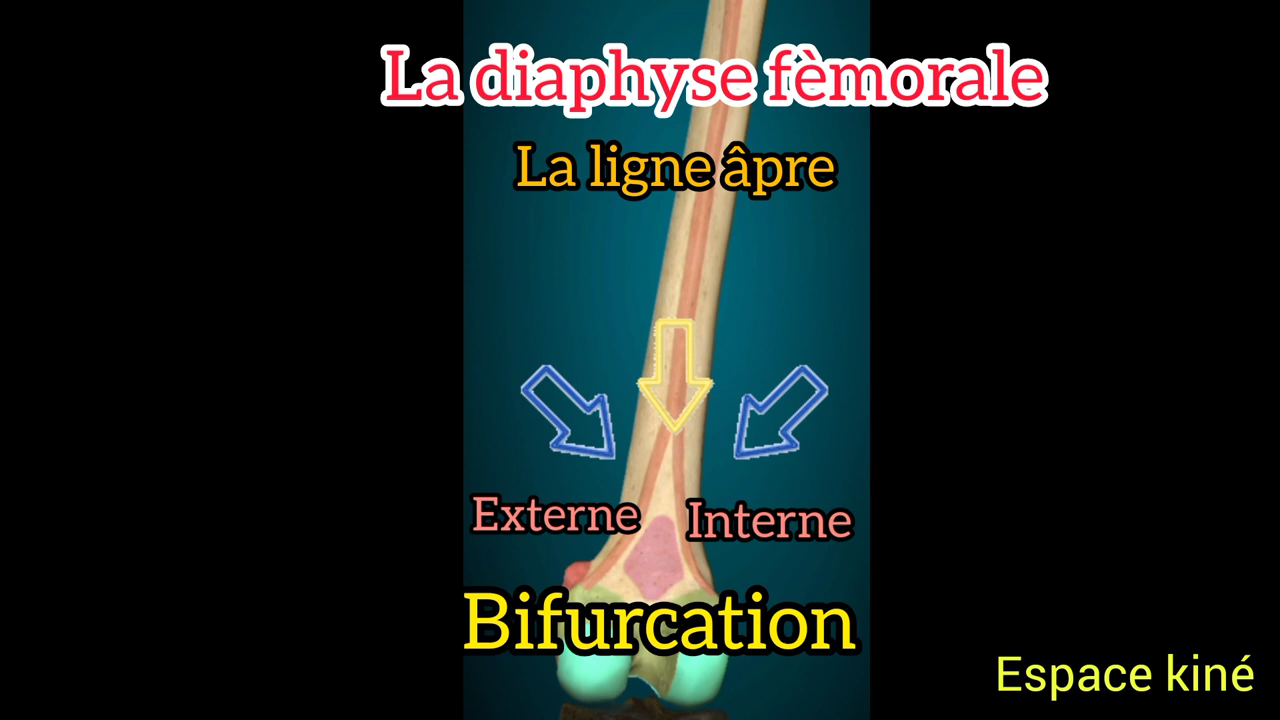 La diaphyse fèmorale
La ligne âpre
Externe
Interne
Bifurcation
Espace kiné